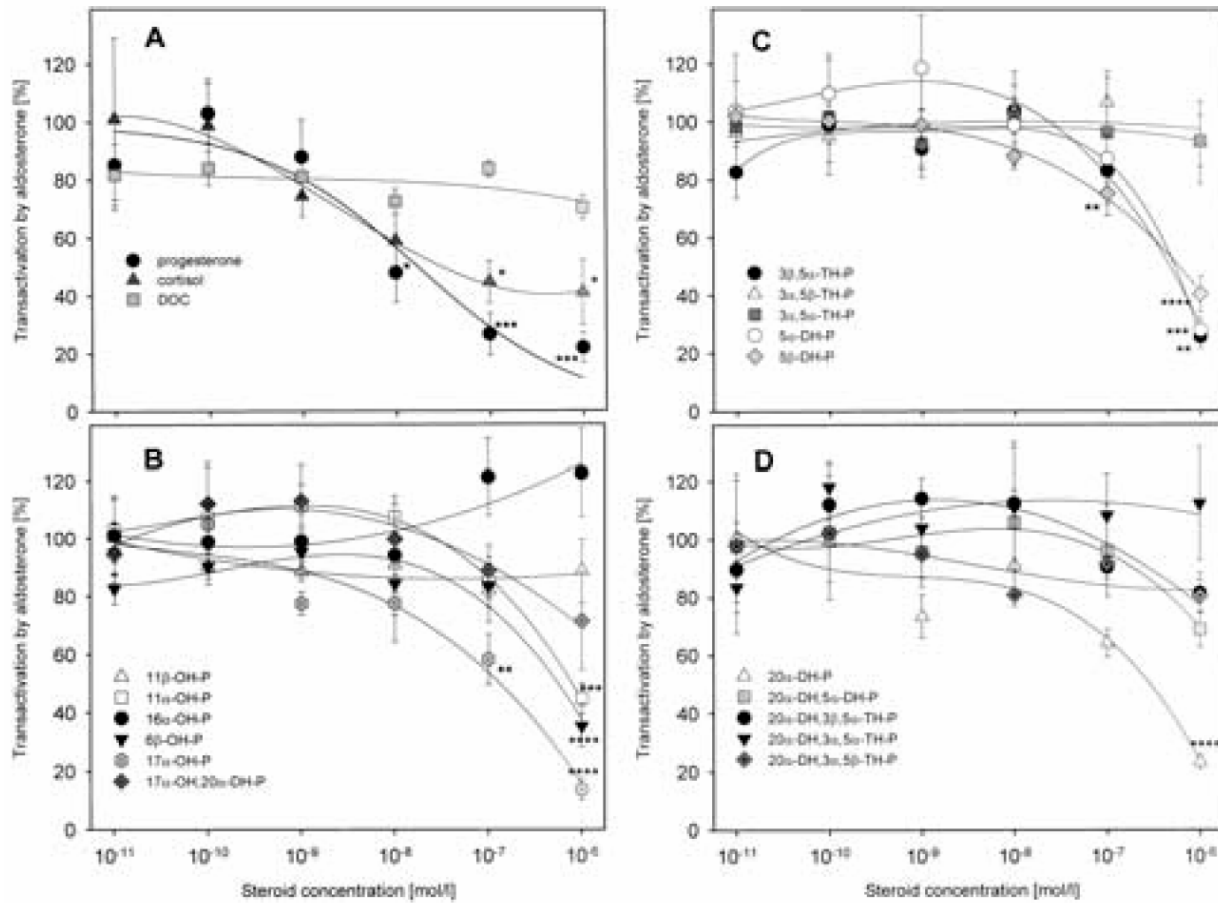 A
Transactivation by aldosterone [%]
120
100
80
60
40
20
0
progesterone
cortisol
DOC
*
*
*
***
***
C
Transactivation by aldosterone [%]
120
100
80
60
40
20
0
3β,5α-TH-P
3α,5β-TH-P
3α,5α-TH-P
5α-DH-P
5β-DH-P
**
****
***
**
B
Transactivation by aldosterone [%]
120
100
80
60
40
20
0
11β-OH-P
11α-OH-P
16α-OH-P
6β-OH-P
17α-OH-P
17α-OH,20α-DH-P
**
***
****
****
10⁻¹¹ 10⁻¹⁰ 10⁻⁹ 10⁻⁸ 10⁻⁷ 10⁻⁶
Steroid concentration [mol/l]
D
Transactivation by aldosterone [%]
120
100
80
60
40
20
0
20α-DH-P
20α-DH,5α-DH-P
20α-DH,3β,5α-TH-P
20α-DH,3α,5α-TH-P
20α-DH,3α,5β-TH-P
****
10⁻¹¹ 10⁻¹⁰ 10⁻⁹ 10⁻⁸ 10⁻⁷ 10⁻⁶
Steroid concentration [mol/l]